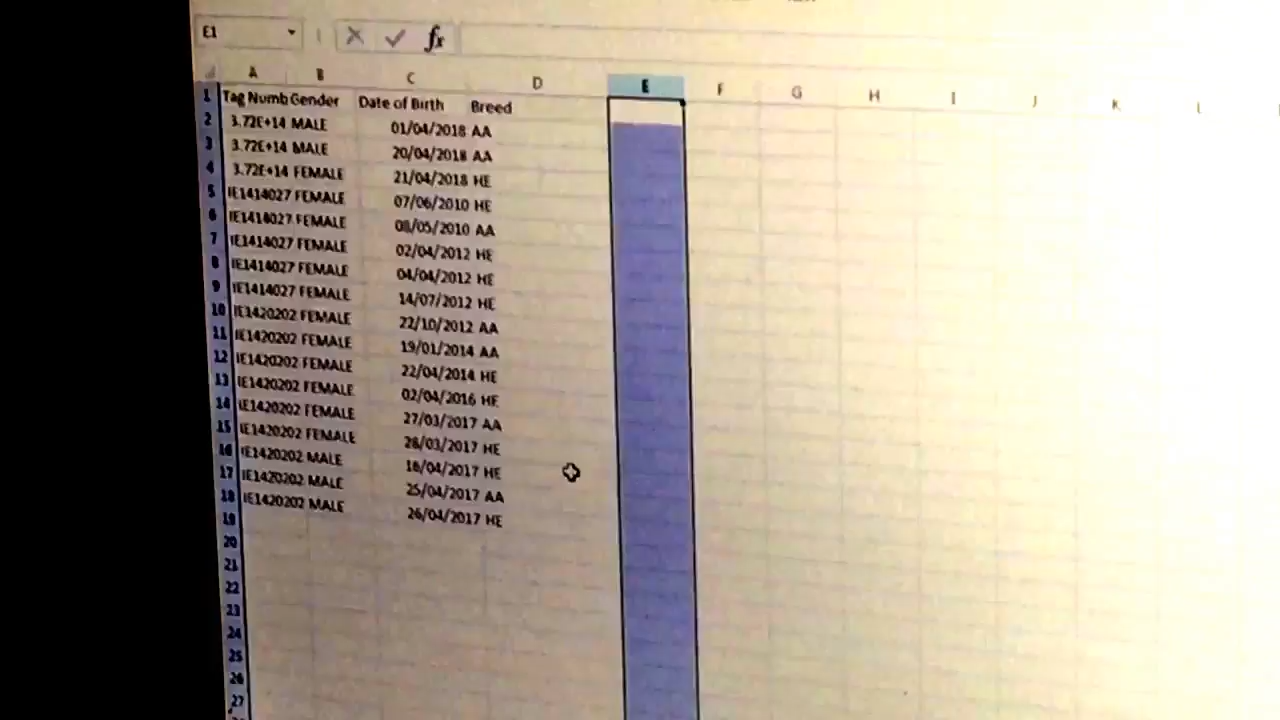 E1 fx
A B C D E F G H I J K L
1 Tag Numb Gender Date of Birth Breed
2 3.72E+14 MALE 01/04/2018 AA
3 3.72E+14 MALE 20/04/2018 AA
4 3.72E+14 FEMALE 21/04/2018 HE
5 IE1414027 FEMALE 07/06/2010 HE
6 IE1414027 FEMALE 08/05/2010 AA
7 IE1414027 FEMALE 02/04/2012 HE
8 IE1414027 FEMALE 04/04/2012 HE
9 IE1414027 FEMALE 14/07/2012 HE
10 IE1420202 FEMALE 22/10/2012 AA
11 IE1420202 FEMALE 19/01/2014 AA
12 IE1420202 FEMALE 22/04/2014 HE
13 IE1420202 FEMALE 02/04/2016 HE
14 IE1420202 FEMALE 27/03/2017 AA
15 IE1420202 FEMALE 28/03/2017 HE
16 IE1420202 MALE 16/04/2017 HE
17 IE1420202 MALE 25/04/2017 AA
18 IE1420202 MALE 26/04/2017 HE
19
20
21
22
23
24
25
26
27